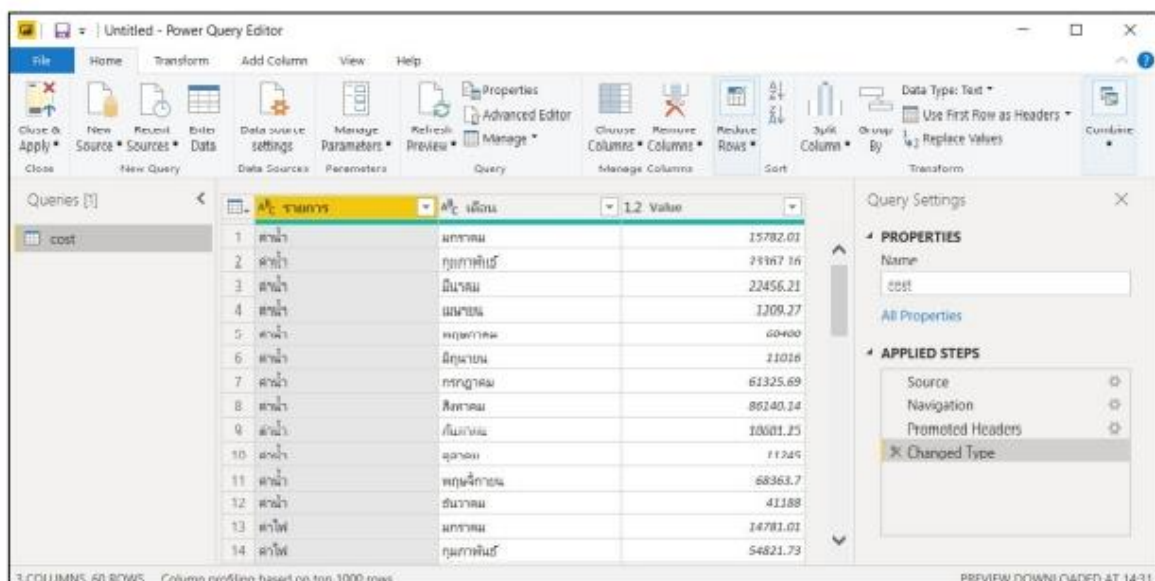 Untitled - Power Query Editor
File Home Transform Add Column View Help
Close & Apply New Source Recent Sources Enter Data Data source settings Manage Parameters Refresh Preview Properties Advanced Editor Manage Choose Columns Remove Columns Reduce Rows Split Column Group By Data Type: Text Use First Row as Headers Replace Values Combine
Close New Query Data Sources Parameters Query Manage Columns Sort Transform
Queries [1]
cost
รายการ เดือน 1.2 Value
1 ค่าน้ำ มกราคม 15782.01
2 ค่าน้ำ กุมภาพันธ์ 23367.16
3 ค่าน้ำ มีนาคม 22456.21
4 ค่าน้ำ เมษายน 1209.27
5 ค่าน้ำ พฤษภาคม 60400
6 ค่าน้ำ มิถุนายน 11016
7 ค่าน้ำ กรกฎาคม 61325.69
8 ค่าน้ำ สิงหาคม 86140.14
9 ค่าน้ำ กันยายน
10 ค่าน้ำ ตุลาคม 11245
11 ค่าน้ำ พฤศจิกายน 68363.7
12 ค่าน้ำ ธันวาคม 41188
13 ค่าไฟ มกราคม 14781.01
14 ค่าไฟ กุมภาพันธ์ 54821.73
Query Settings
PROPERTIES
Name
cost
All Properties
APPLIED STEPS
Source
Navigation
Promoted Headers
Changed Type
3 COLUMNS, 60 ROWS Column profiling based on top 1000 rows PREVIEW DOWNLOADED AT 14:31